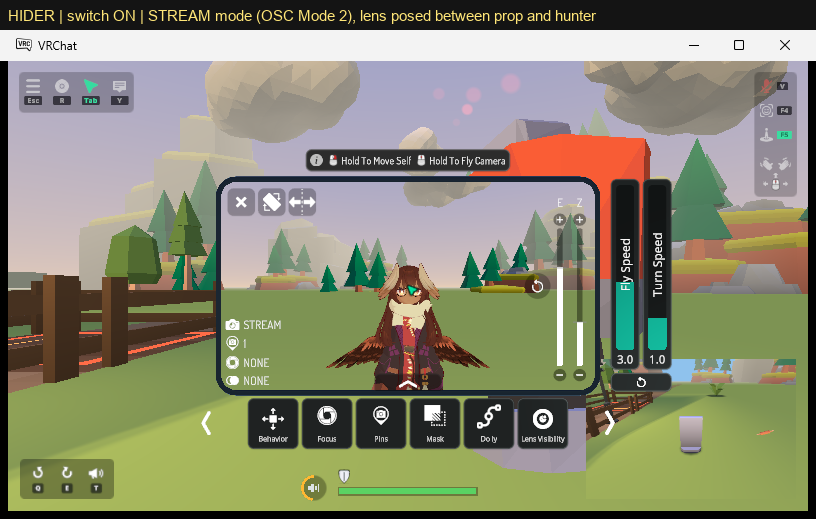 HIDER | switch ON | STREAM mode (OSC Mode 2), lens posed between prop and hunter
VRC VRChat
Esc R Tab Y
V
F4
F5
i Hold To Move Self Hold To Fly Camera
E Z
STREAM
1
NONE
NONE
Fly Speed Turn Speed
3.0 1.0
Behavior Focus Pins Mask Dolly Lens Visibility
Q E T